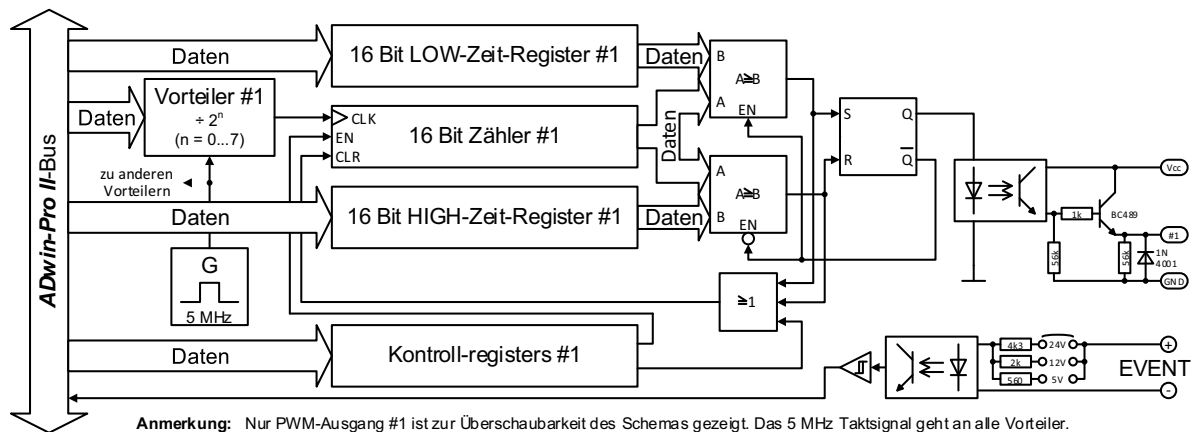 ADwin-Pro II-Bus
Daten
16 Bit LOW-Zeit-Register #1
Daten
B
A≥B
A
EN
Daten
Vorteiler #1
÷ 2ⁿ
(n = 0...7)
CLK
EN
CLR
16 Bit Zähler #1
Daten
S
Q
R
Q
zu anderen
Vorteilern
Daten
16 Bit HIGH-Zeit-Register #1
Daten
A
A≥B
B
EN
Vcc
1k
BC489
#1
56k
56k
1N
4001
GND
G
5 MHz
≥1
Daten
Kontroll-registers #1
4k3
24V
2k
12V
560
5V
+
EVENT
-
Anmerkung: Nur PWM-Ausgang #1 ist zur Überschaubarkeit des Schemas gezeigt. Das 5 MHz Taktsignal geht an alle Vorteiler.